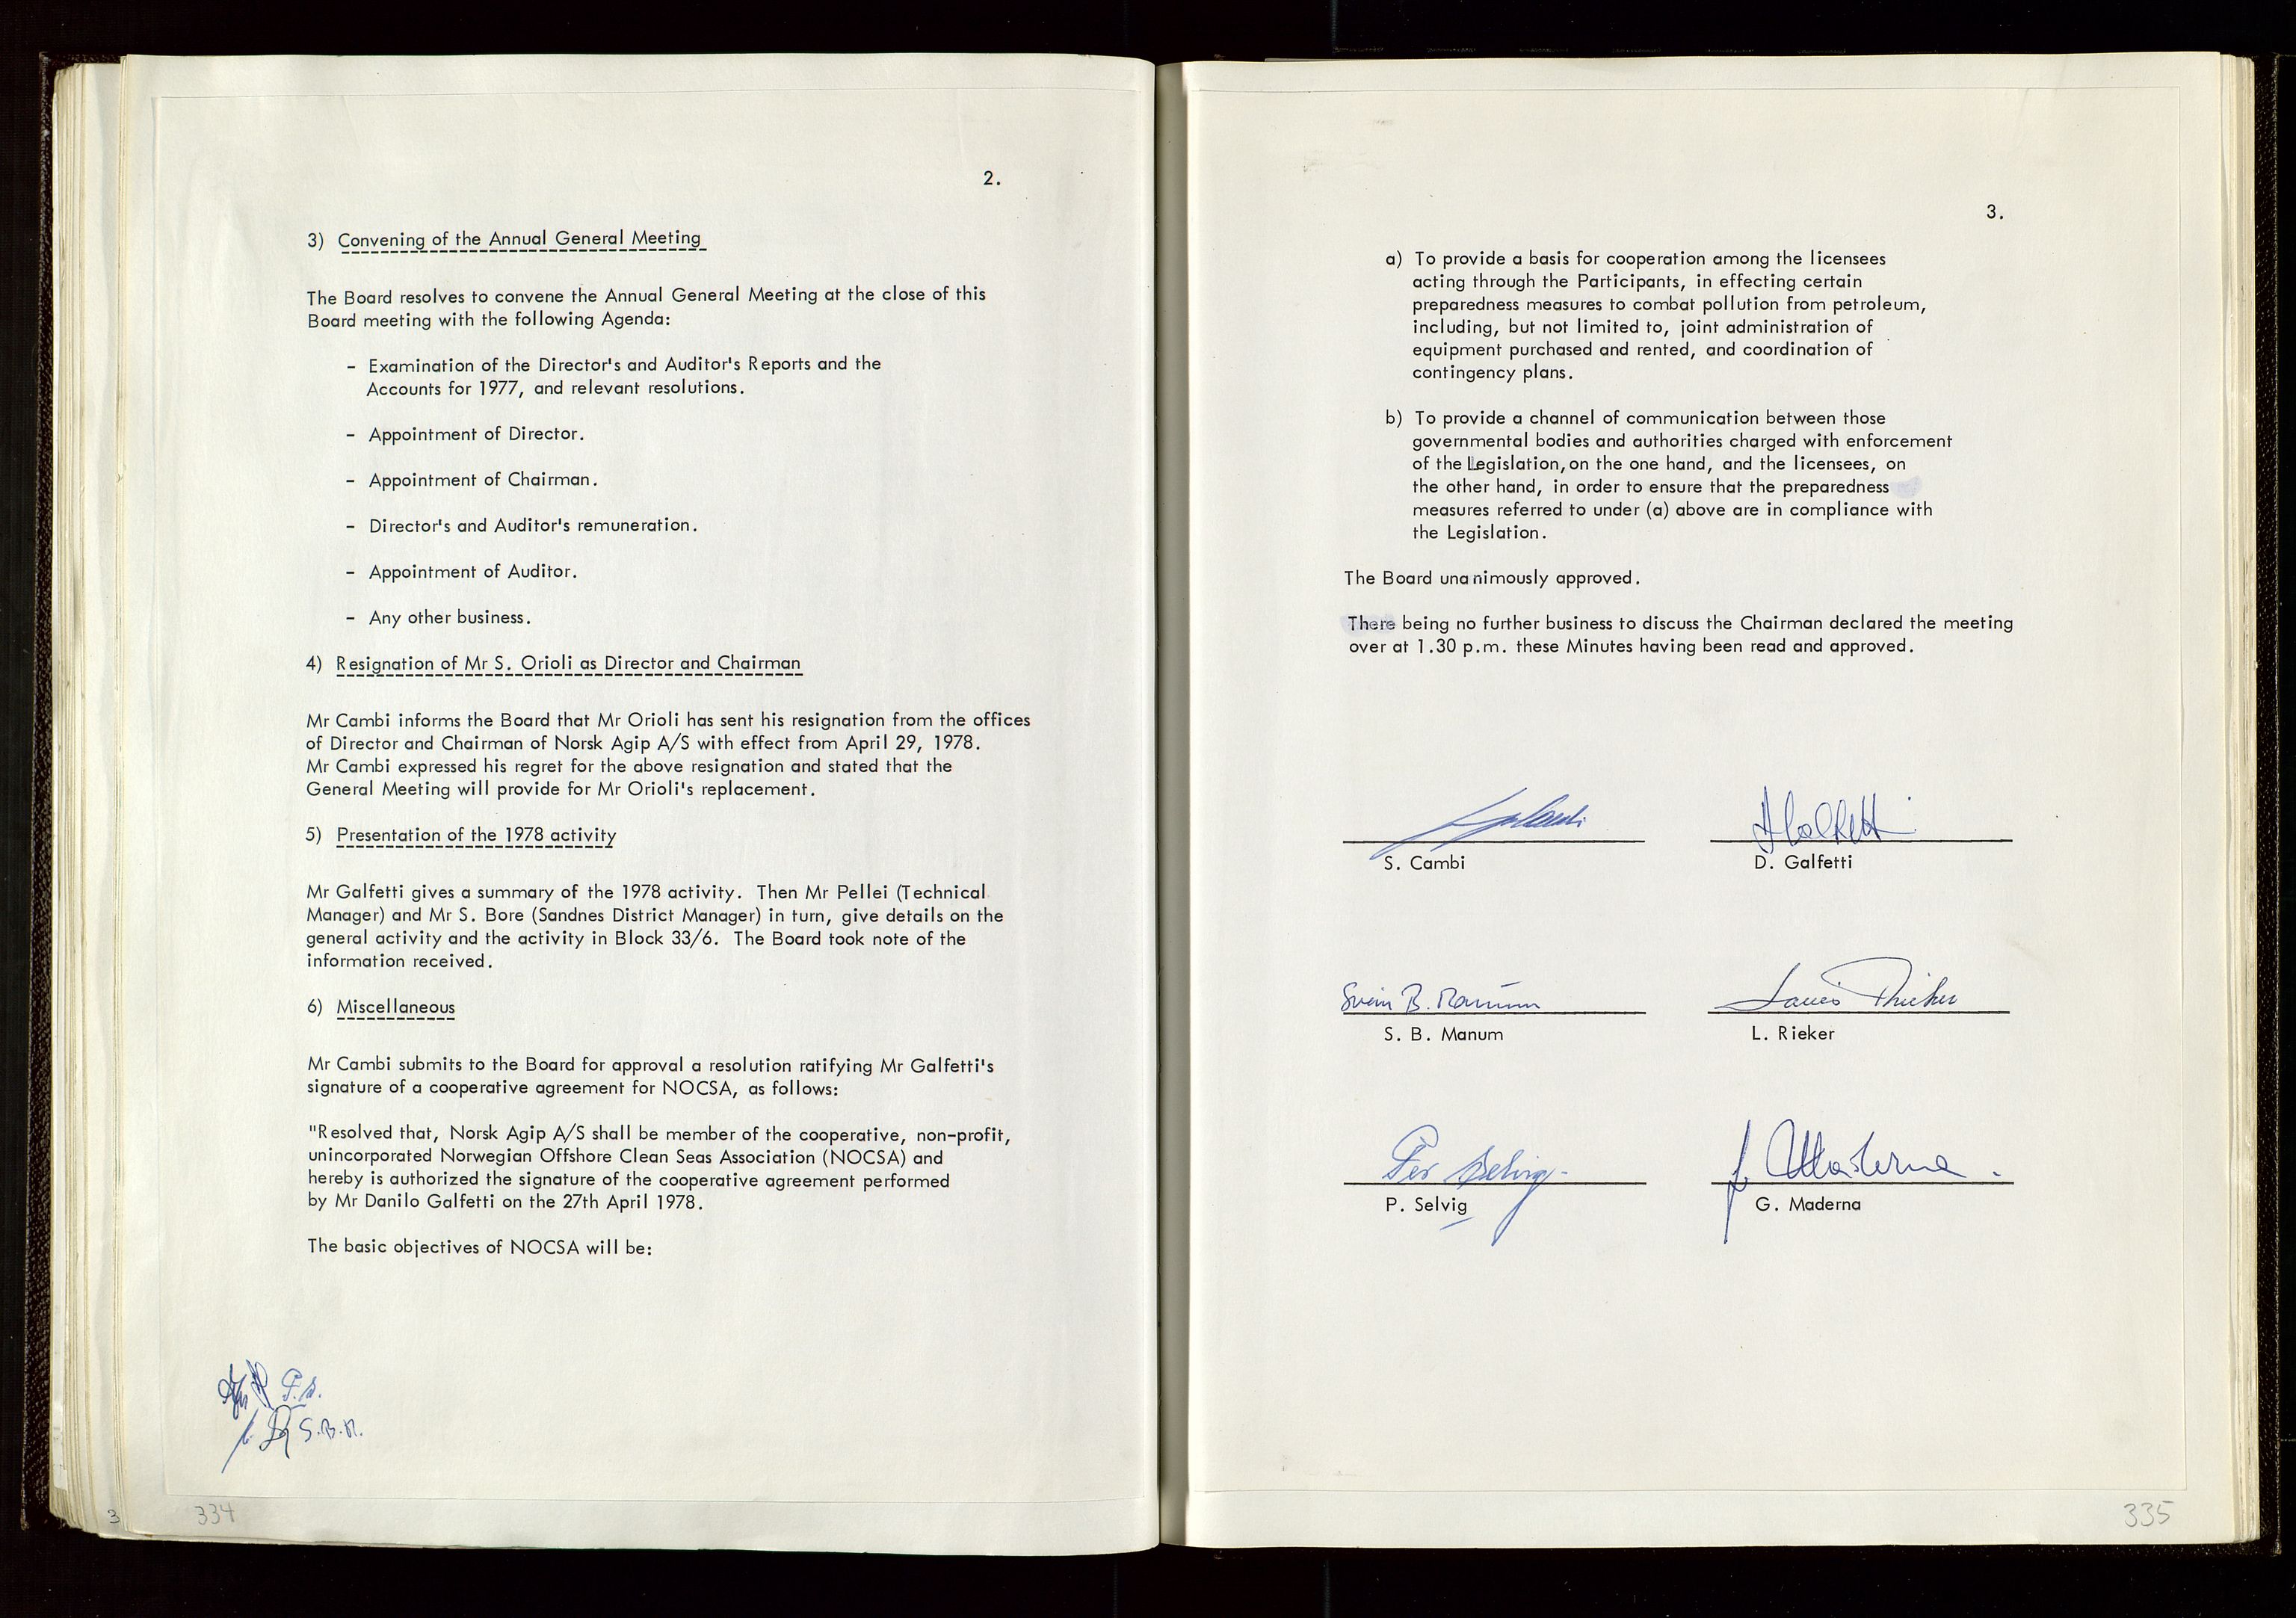 2.
3) Convening of the Annual General Meeting
The Board resolves to convene the Annual General Meeting at the close of this
Board meeting with the following Agenda:
- Examination of the Director's and Auditor's Reports and the
Accounts for 1977, and relevant resolutions.
- Appointment of Director.
- Appointment of Chairman.
- Director's and Auditor's remuneration.
- Appointment of Auditor.
- Any other business.
4) Resignation of Mr S. Orioli as Director and Chairman
Mr Cambi informs the Board that Mr Orioli has sent his resignation from the offices
of Director and Chairman of Norsk Agip A/S with effect from April 29, 1978.
Mr Cambi expressed his regret for the above resignation and stated that the
General Meeting will provide for Mr Orioli's replacement.
5) Presentation of the 1978 activity
Mr Galfetti gives a summary of the 1978 activity. Then Mr Pellei (Technical
Manager) and Mr S. Bore (Sandnes District Manager) in turn, give details on the
general activity and the activity in Block 33/6. The Board took note of the
information received.
6) Miscellaneous
Mr Cambi submits to the Board for approval a resolution ratifying Mr Galfetti's
signature of a cooperative agreement for NOCSA, as follows:
"Resolved that, Norsk Agip A/S shall be member of the cooperative, non-profit,
unincorporated Norwegian Offshore Clean Seas Association (NOCSA) and
hereby is authorized the signature of the cooperative agreement performed
by Mr Danilo Galfetti on the 27th April 1978.
The basic objectives of NOCSA will be:
P.S.
S.B.M.
3
334
3.
a) To provide a basis for cooperation among the licensees
acting through the Participants, in effecting certain
preparedness measures to combat pollution from petroleum,
including, but not limited to, joint administration of
equipment purchased and rented, and coordination of
contingency plans.
b) To provide a channel of communication between those
governmental bodies and authorities charged with enforcement
of the Legislation, on the one hand, and the licensees, on
the other hand, in order to ensure that the preparedness
measures referred to under (a) above are in compliance with
the Legislation.
The Board unanimously approved.
There being no further business to discuss the Chairman declared the meeting
over at 1.30 p.m. these Minutes having been read and approved.
S. Cambi
D. Galfetti
Svein B. Manum
Louis Rieker
S. B. Manum
L. Rieker
Per Selvig
G. Maderna
P. Selvig
G. Maderna
335